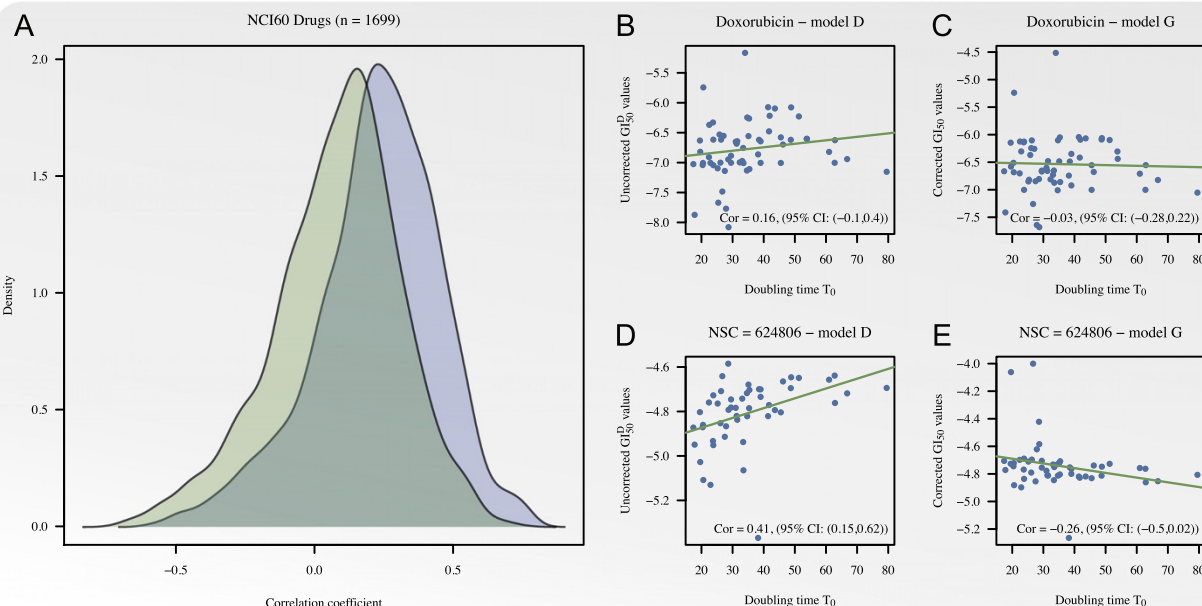 A
NCI60 Drugs (n = 1699)
Density
2.0
1.5
1.0
0.5
0.0
−0.5 0.0 0.5
Correlation coefficient
B
Doxorubicin − model D
Uncorrected GI50D values
−5.5
−6.0
−6.5
−7.0
−7.5
−8.0
Cor = 0.16, (95% CI: (−0.1,0.4))
20 30 40 50 60 70 80
Doubling time T0
C
Doxorubicin − model G
Corrected GI50 values
−4.5
−5.0
−5.5
−6.0
−6.5
−7.0
−7.5
Cor = −0.03, (95% CI: (−0.28,0.22))
20 30 40 50 60 70 80
Doubling time T0
D
NSC = 624806 − model D
Uncorrected GI50D values
−4.6
−4.8
−5.0
−5.2
Cor = 0.41, (95% CI: (0.15,0.62))
20 30 40 50 60 70 80
Doubling time T0
E
NSC = 624806 − model G
Corrected GI50 values
−4.0
−4.2
−4.4
−4.6
−4.8
−5.0
−5.2
Cor = −0.26, (95% CI: (−0.5,0.02))
20 30 40 50 60 70 80
Doubling time T0